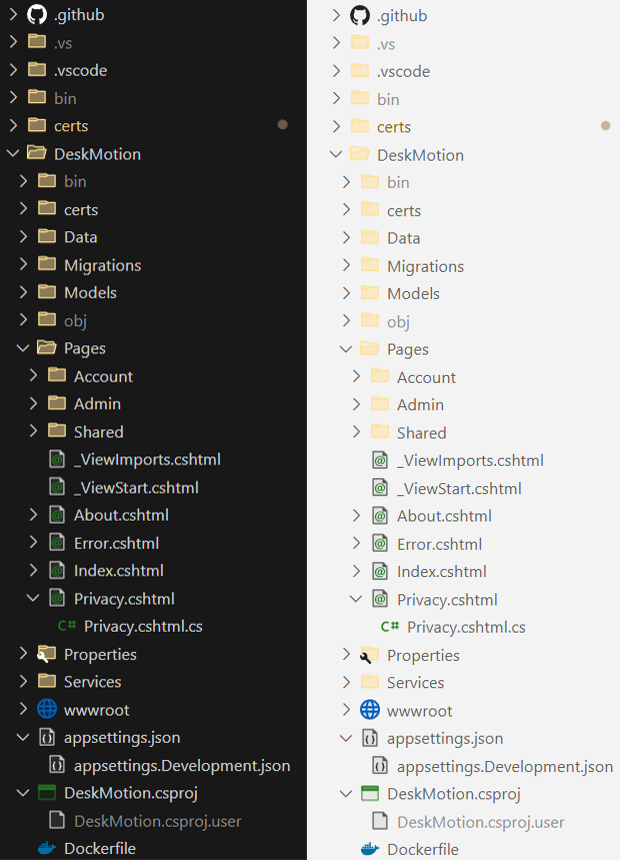 .github
.vs
.vscode
bin
certs
DeskMotion
bin
certs
Data
Migrations
Models
obj
Pages
Account
Admin
Shared
_ViewImports.cshtml
_ViewStart.cshtml
About.cshtml
Error.cshtml
Index.cshtml
Privacy.cshtml
C# Privacy.cshtml.cs
Properties
Services
wwwroot
appsettings.json
appsettings.Development.json
DeskMotion.csproj
DeskMotion.csproj.user
Dockerfile
.github
.vs
.vscode
bin
certs
DeskMotion
bin
certs
Data
Migrations
Models
obj
Pages
Account
Admin
Shared
_ViewImports.cshtml
_ViewStart.cshtml
About.cshtml
Error.cshtml
Index.cshtml
Privacy.cshtml
C# Privacy.cshtml.cs
Properties
Services
wwwroot
appsettings.json
appsettings.Development.json
DeskMotion.csproj
DeskMotion.csproj.user
Dockerfile